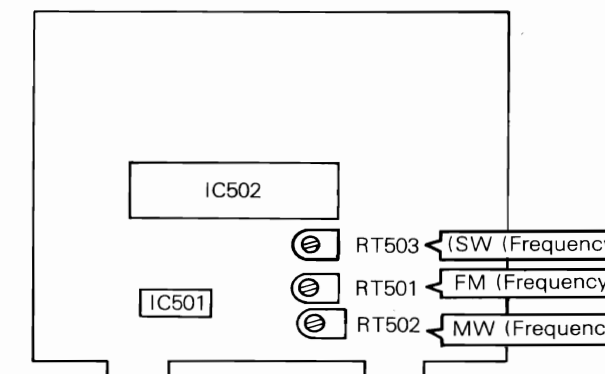 IC502
RT503 (SW (Frequency
RT501 FM (Frequency
IC501
RT502 MW (Frequenc